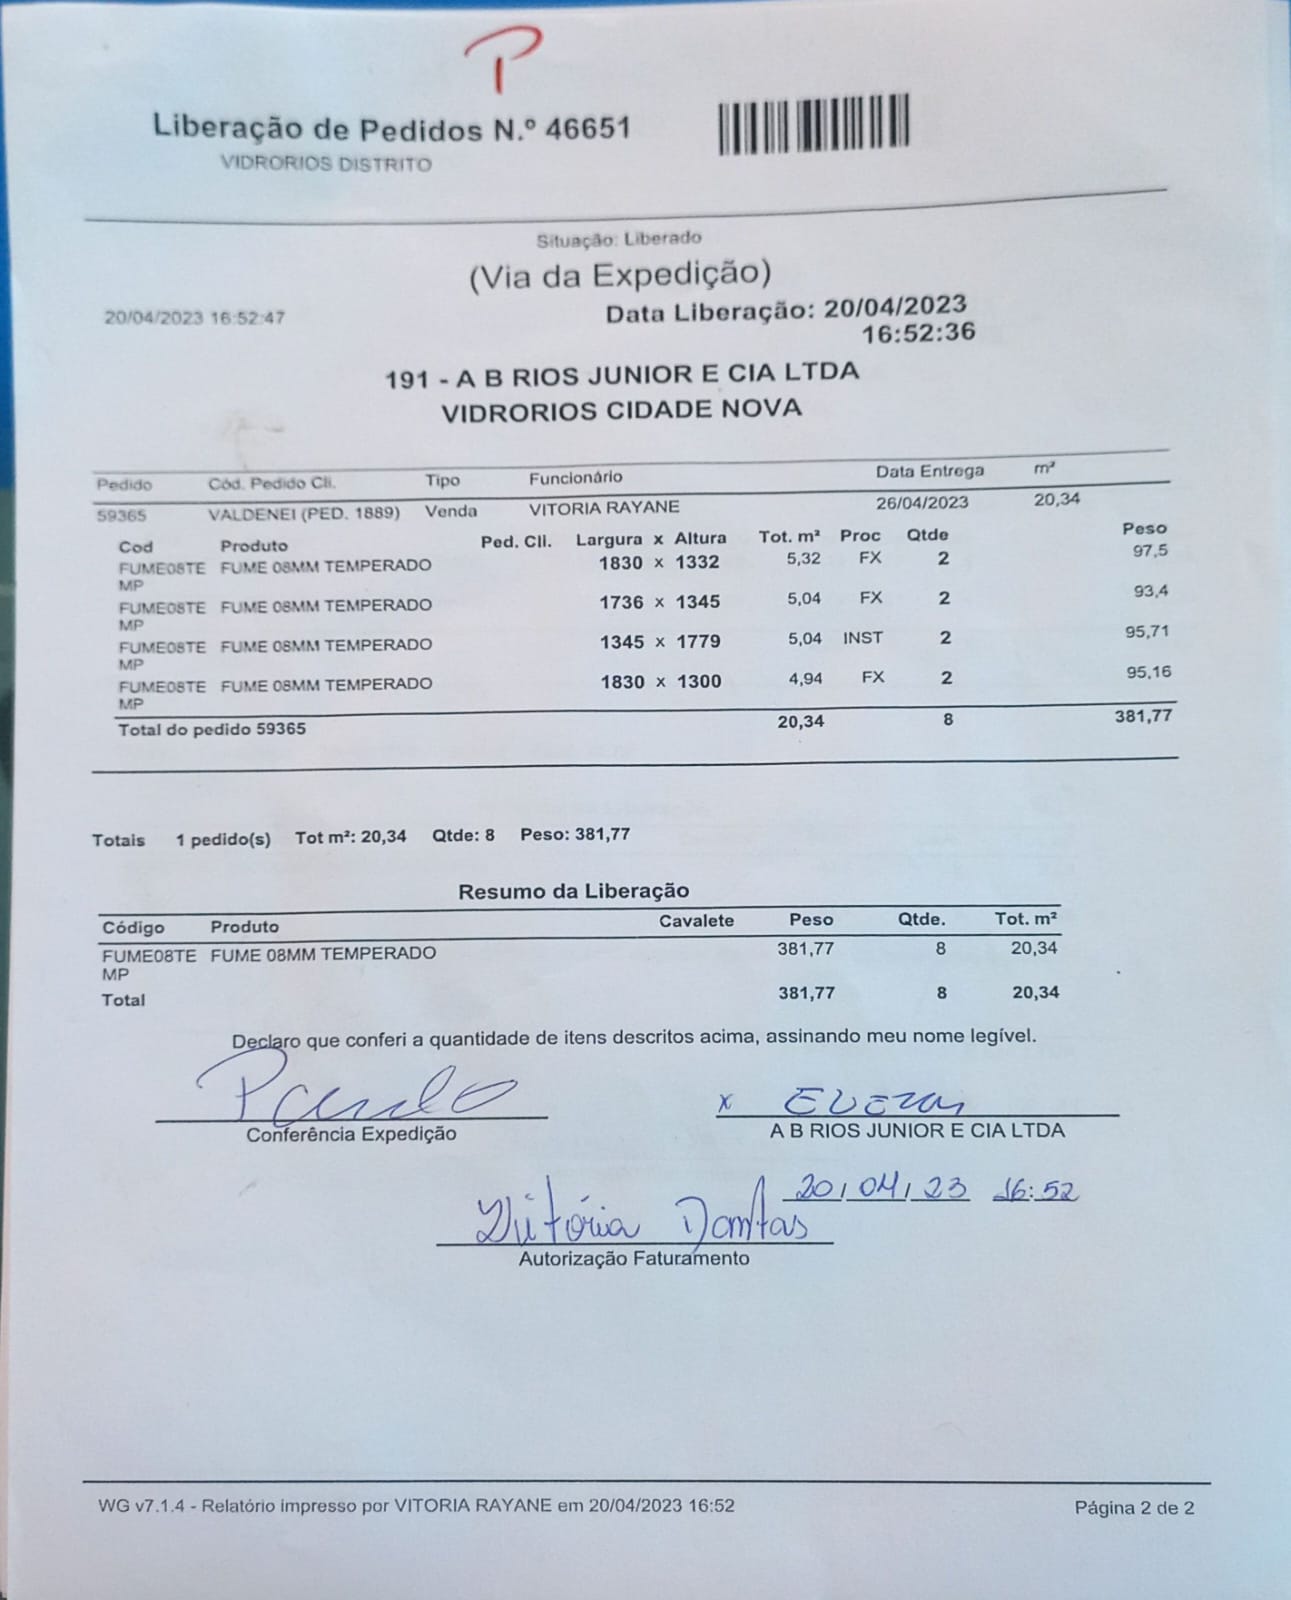 P
Liberação de Pedidos N.º 46651
VIDRORIOS DISTRITO
Situação: Liberado
(Via da Expedição)
20/04/2023 16:52:47
Data Liberação: 20/04/2023
16:52:36
191 - A B RIOS JUNIOR E CIA LTDA
VIDRORIOS CIDADE NOVA
Pedido Cód. Pedido Cli. Tipo Funcionário Data Entrega m²
59365 VALDENEI (PED. 1889) Venda VITORIA RAYANE 26/04/2023 20,34
Cod Produto Ped. Cli. Largura x Altura Tot. m² Proc Qtde Peso
FUME08TE FUME 08MM TEMPERADO 1830 x 1332 5,32 FX 2 97,5
MP
FUME08TE FUME 08MM TEMPERADO 1736 x 1345 5,04 FX 2 93,4
MP
FUME08TE FUME 08MM TEMPERADO 1345 x 1779 5,04 INST 2 95,71
MP
FUME08TE FUME 08MM TEMPERADO 1830 x 1300 4,94 FX 2 95,16
MP
Total do pedido 59365 20,34 8 381,77
Totais 1 pedido(s) Tot m²: 20,34 Qtde: 8 Peso: 381,77
Resumo da Liberação
Código Produto Cavalete Peso Qtde. Tot. m²
FUME08TE FUME 08MM TEMPERADO 381,77 8 20,34
MP
Total 381,77 8 20,34
Declaro que conferi a quantidade de itens descritos acima, assinando meu nome legível.
x
Conferência Expedição A B RIOS JUNIOR E CIA LTDA
20/04/23 16:52
Vitória Dantas
Autorização Faturamento
WG v7.1.4 - Relatório impresso por VITORIA RAYANE em 20/04/2023 16:52 Página 2 de 2